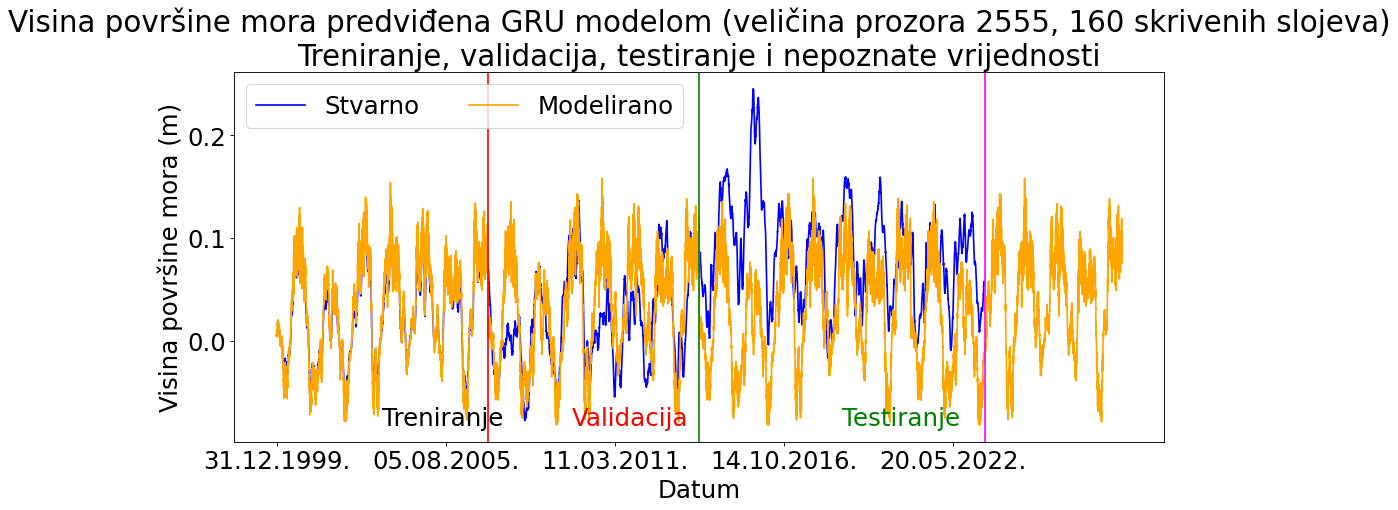 Visina površine mora predviđena GRU modelom (veličina prozora 2555, 160 skrivenih slojeva)
Treniranje, validacija, testiranje i nepoznate vrijednosti
Stvarno
Modelirano
Visina površine mora (m)
0.2
0.1
0.0
Treniranje
Validacija
Testiranje
31.12.1999.
05.08.2005.
11.03.2011.
14.10.2016.
20.05.2022.
Datum